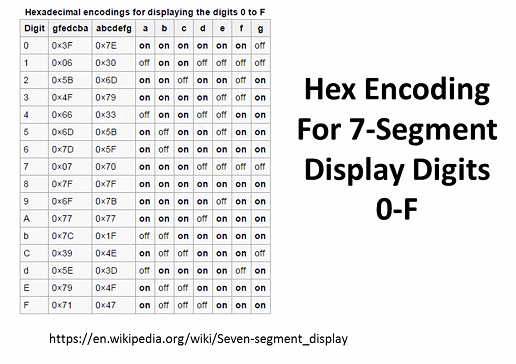 Hexadecimal encodings for displaying the digits 0 to F
Digit gfedcba abcdefg a b c d e f g
0 0×3F 0×7E on on on on on on off
1 0×06 0×30 off on on off off off off
2 0×5B 0×6D on on off on on off on
3 0×4F 0×79 on on on on off off on
4 0×66 0×33 off on on off off on on
5 0×6D 0×5B on off on on off on on
6 0×7D 0×5F on off on on on on on
7 0×07 0×70 on on on off off off off
8 0×7F 0×7F on on on on on on on
9 0×6F 0×7B on on on on off on on
A 0×77 0×77 on on on off on on on
b 0×7C 0×1F off off on on on on on
C 0×39 0×4E on off off on on on off
d 0×5E 0×3D off on on on on off on
E 0×79 0×4F on off off on on on on
F 0×71 0×47 on off off off on on on
Hex Encoding
For 7-Segment
Display Digits
0-F
https://en.wikipedia.org/wiki/Seven-segment_display